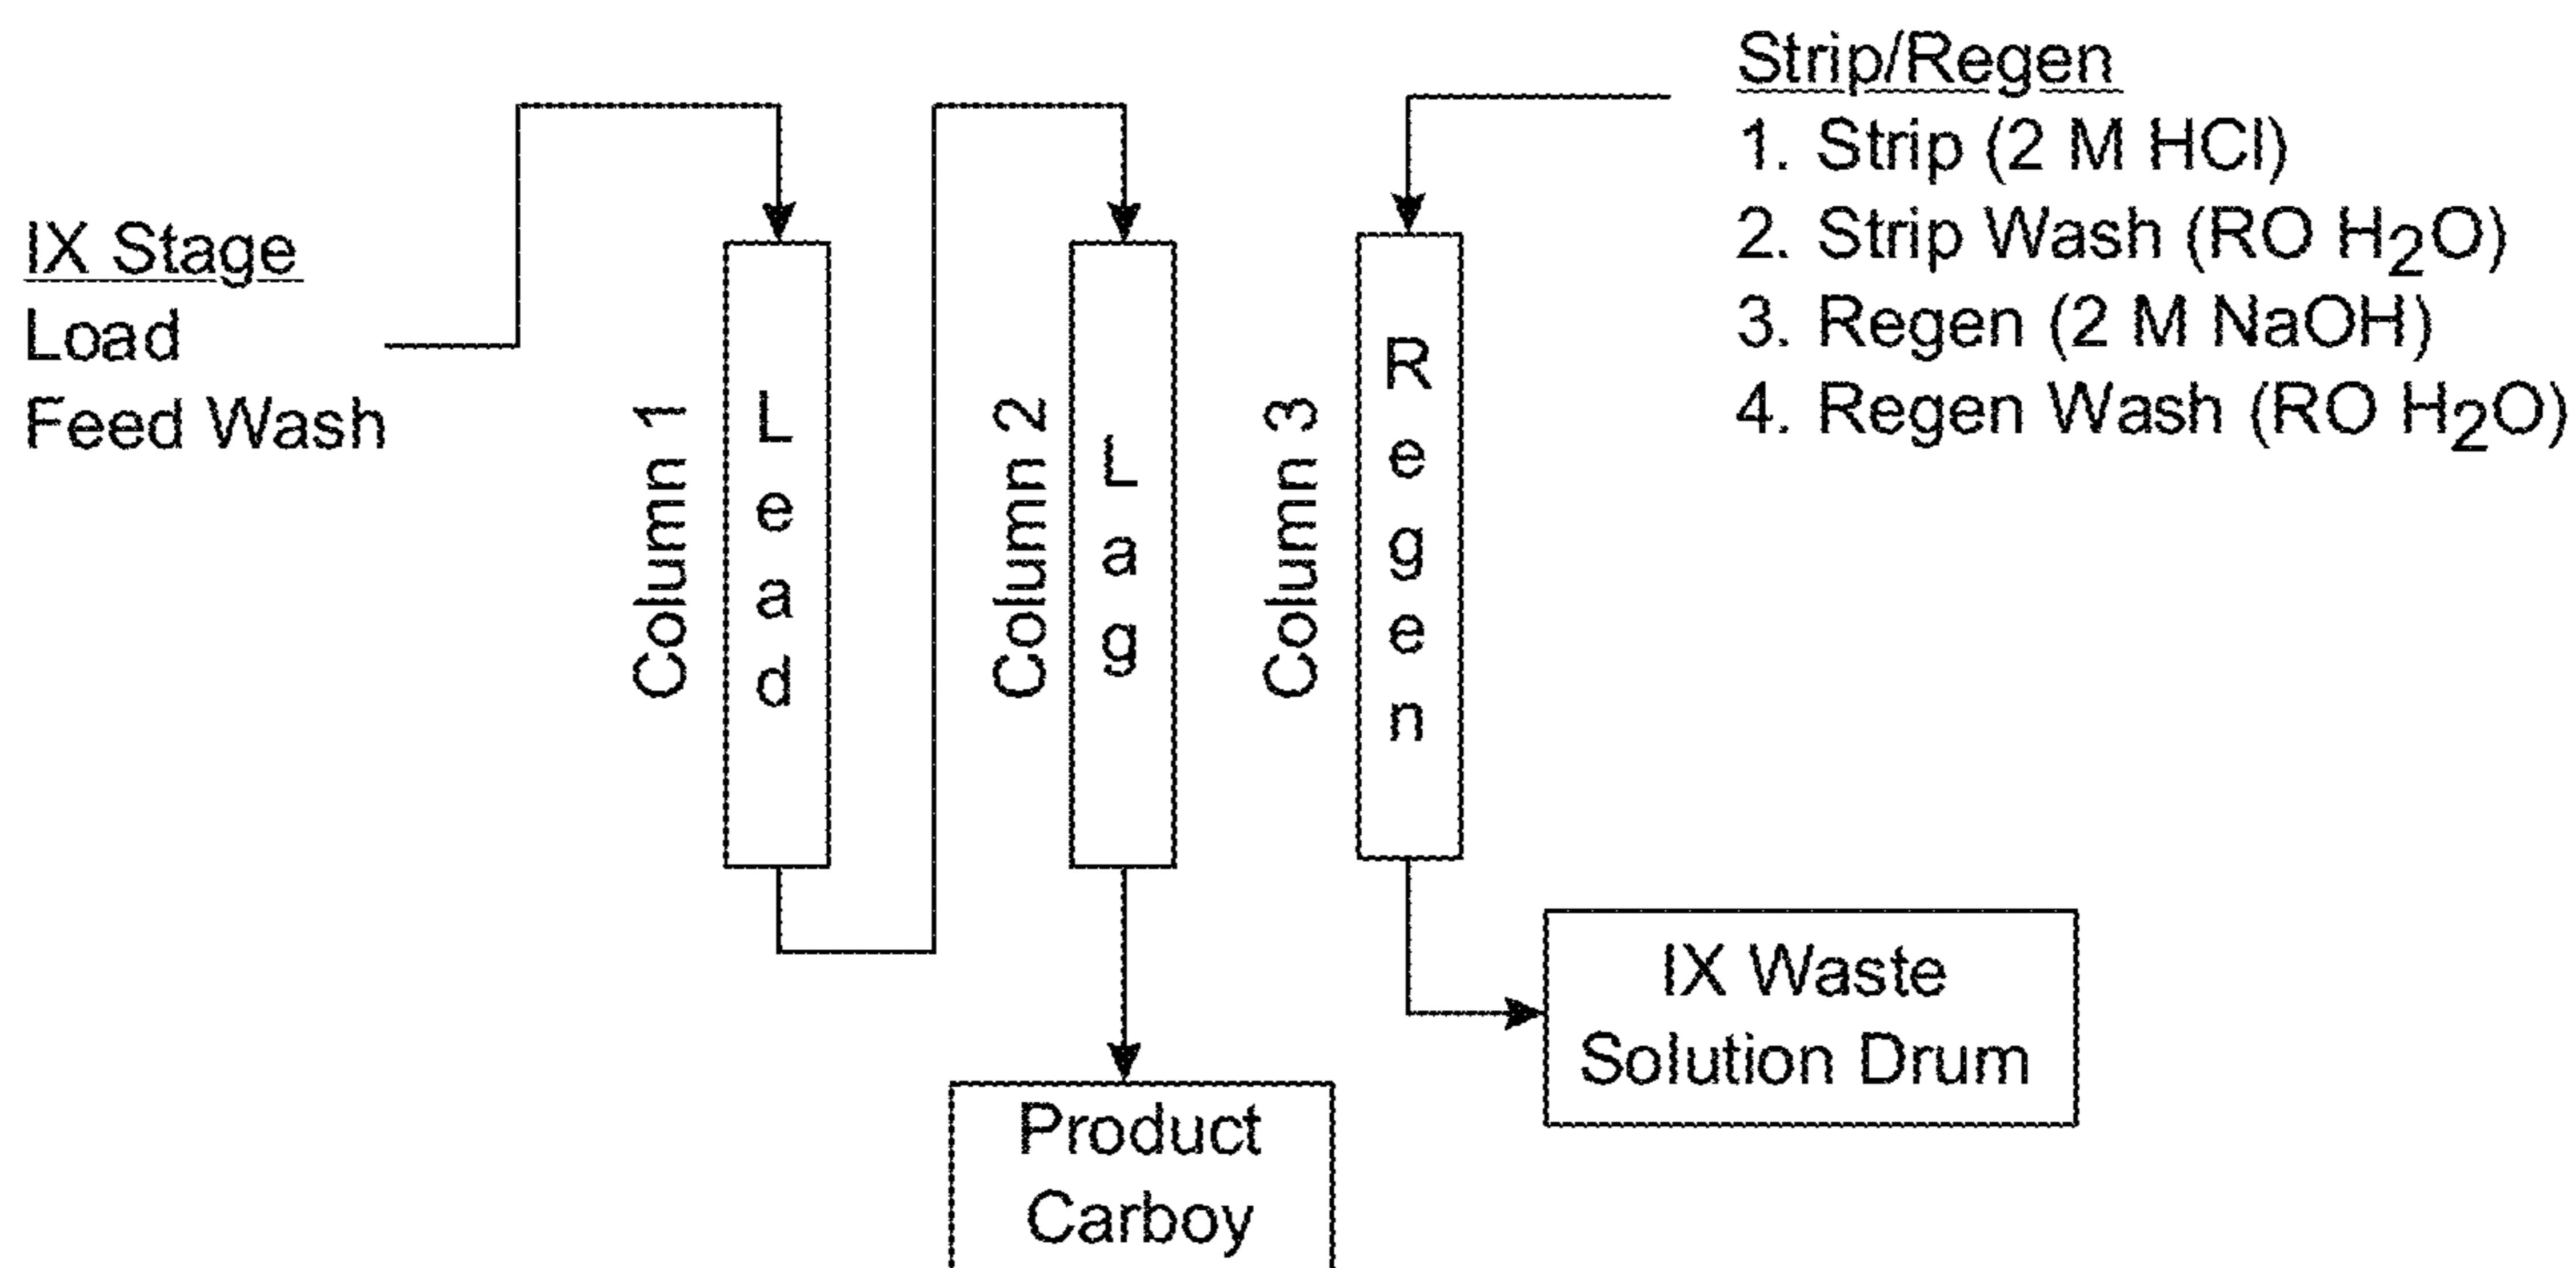 IX Stage
Load
Feed Wash
Column 1
Lead
Column 2
Lag
Column 3
Regen
Strip/Regen
1. Strip (2 M HCl)
2. Strip Wash (RO H₂O)
3. Regen (2 M NaOH)
4. Regen Wash (RO H₂O)
IX Waste
Solution Drum
Product
Carboy